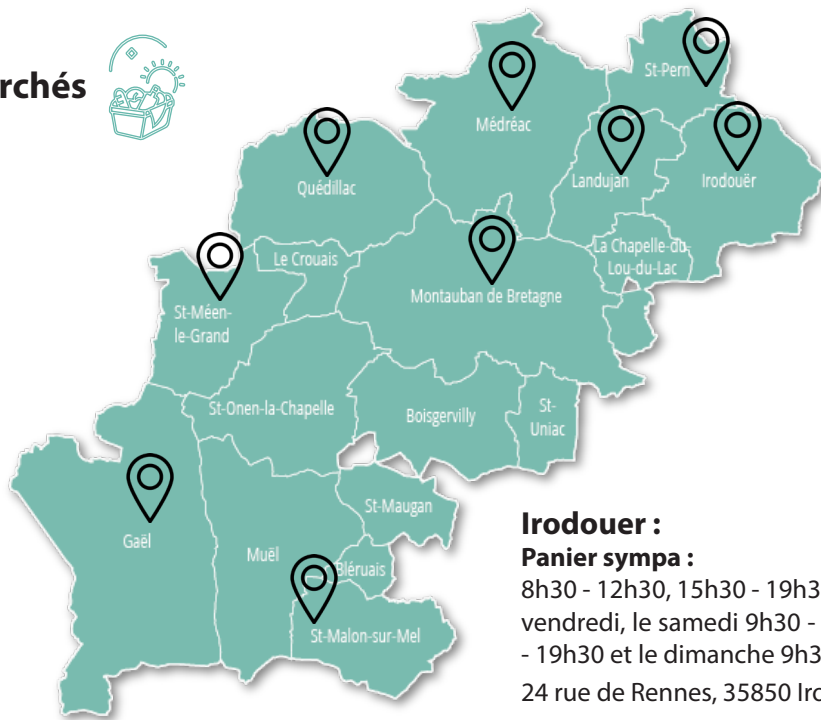 rchés
St-Pern
Médréac
Quédillac
Landujan
Irodouër
Le Crouais
La Chapelle-du-
Lou-du-Lac
Montauban de Bretagne
St-Méen-
le-Grand
St-Onen-la-Chapelle
Boisgervilly
St-
Uniac
St-Maugan
Gaël
Muël
Bléruais
St-Malon-sur-Mel
Irodouer :
Panier sympa :
8h30 - 12h30, 15h30 - 19h3
vendredi, le samedi 9h30 -
- 19h30 et le dimanche 9h3
24 rue de Rennes, 35850 Iro